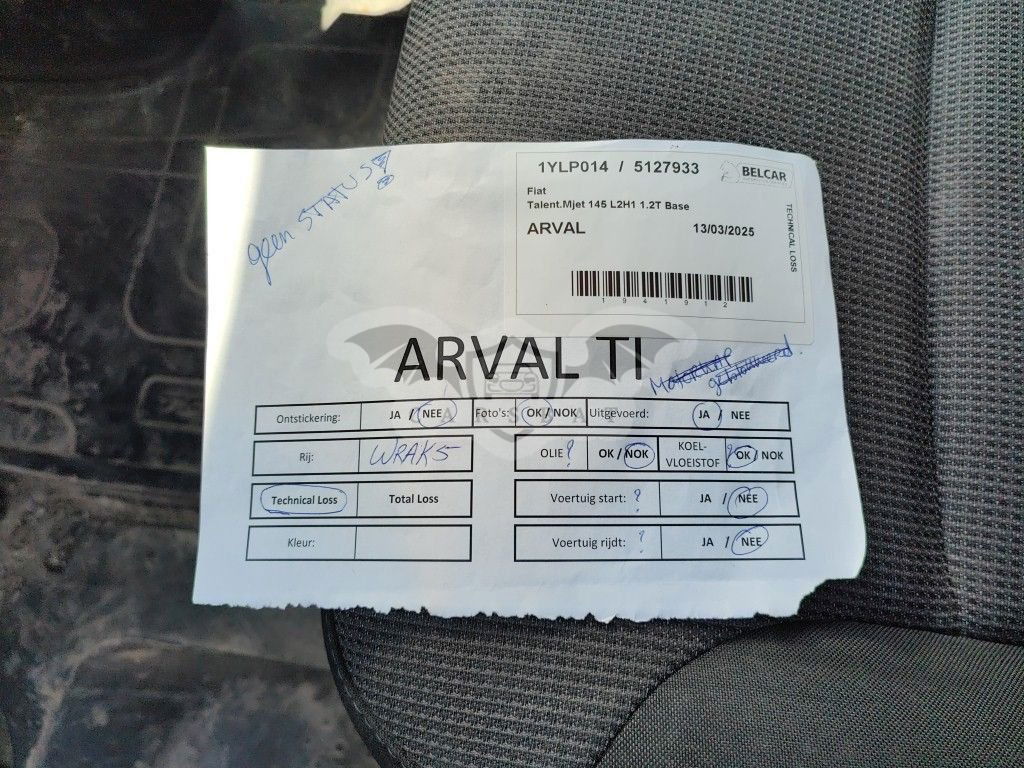 geen STATUS
1YLP014 / 5127933
BELCAR
Fiat
Talent.Mjet 145 L2H1 1.2T Base
ARVAL 13/03/2025
TECHNICAL LOSS
1941912
ARVAL TI
CARSTAT
Ontstickering: JA / NEE Foto's: OK / NOK Uitgevoerd: JA / NEE
Rij: WRAK5 OLIE? OK / NOK KOEL-
VLOEISTOF ? OK / NOK
Technical Loss Total Loss Voertuig start: ? JA / NEE
Kleur: Voertuig rijdt: ? JA / NEE